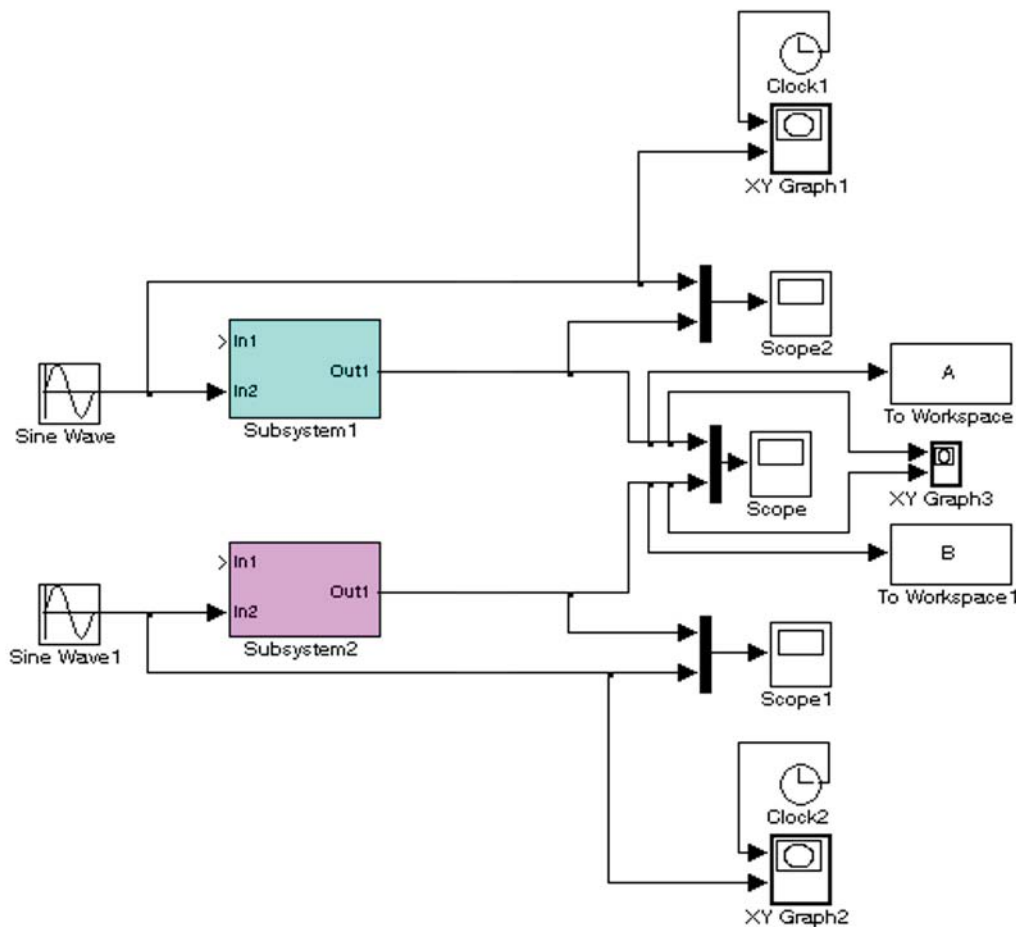 Clock1
XY Graph1
Scope2
In1
Out1
In2
Subsystem1
Sine Wave
A
To Workspace
XY Graph3
Scope
In1
Out1
In2
Subsystem2
Sine Wave1
B
To Workspace1
Scope1
Clock2
XY Graph2